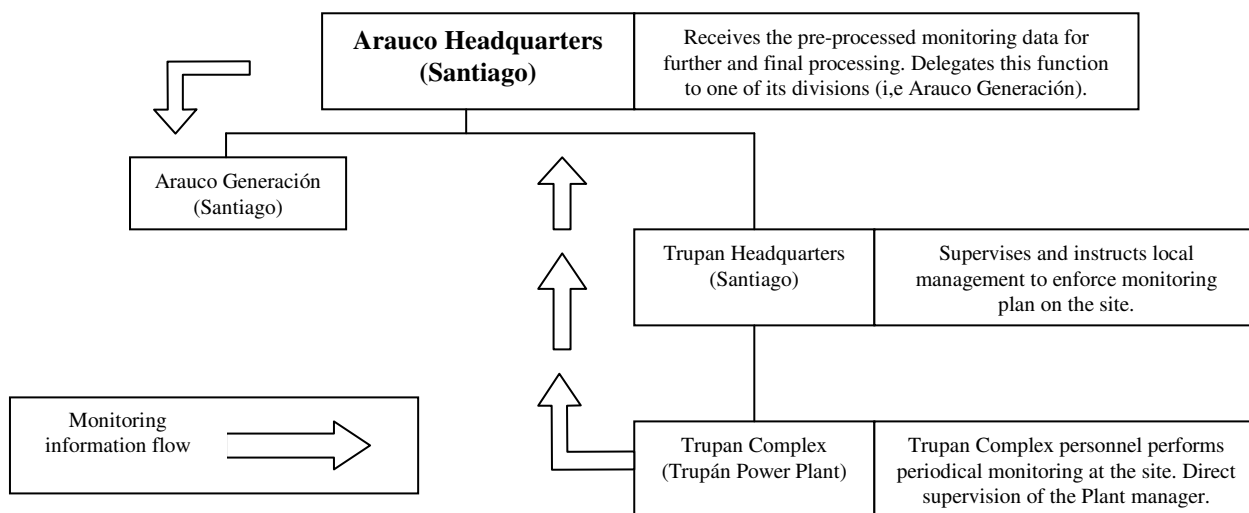 Arauco Headquarters
(Santiago)
Receives the pre-processed monitoring data for
further and final processing. Delegates this function
to one of its divisions (i,e Arauco Generación).
Arauco Generación
(Santiago)
Trupan Headquarters
(Santiago)
Supervises and instructs local
management to enforce monitoring
plan on the site.
Monitoring
information flow
Trupan Complex
(Trupán Power Plant)
Trupan Complex personnel performs
periodical monitoring at the site. Direct
supervision of the Plant manager.